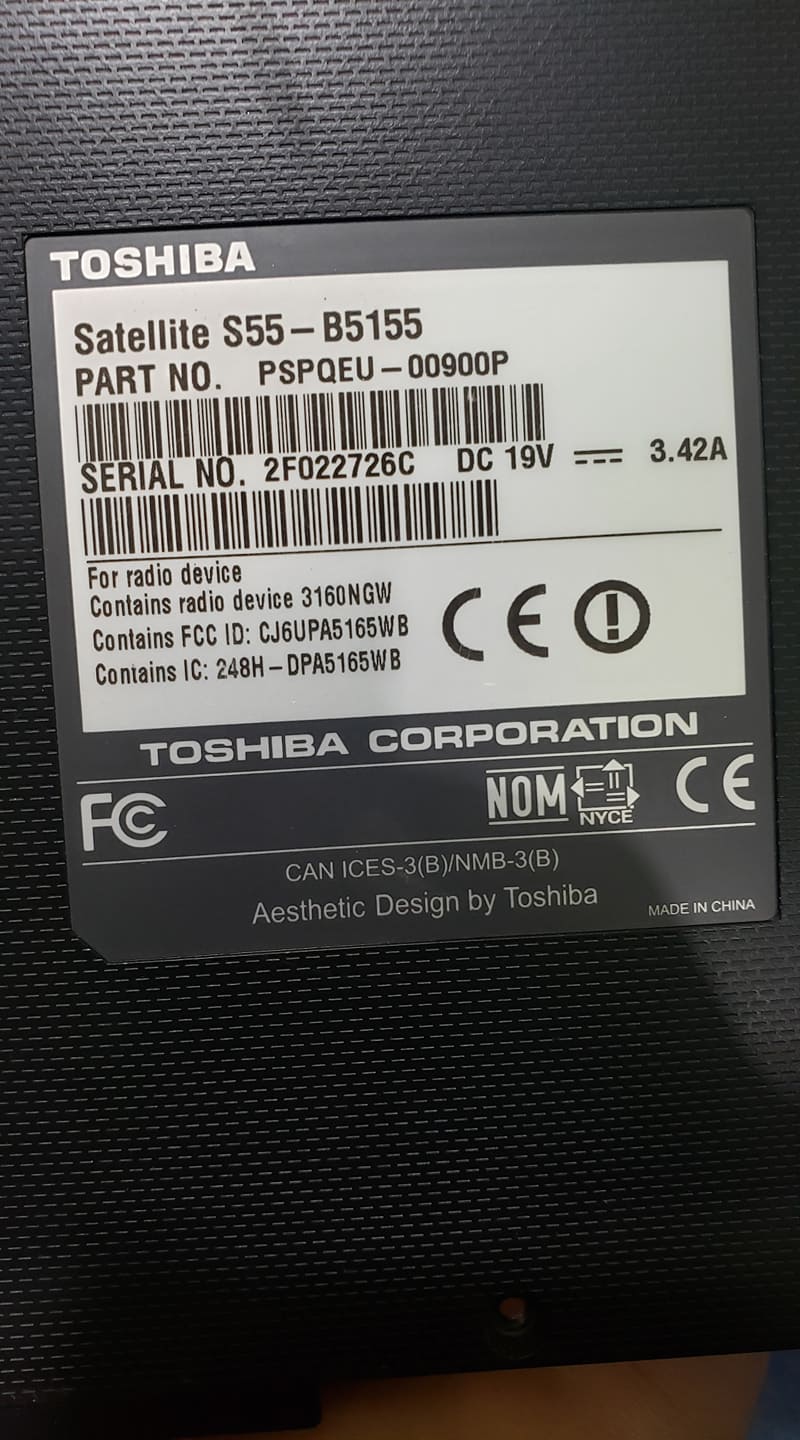 TOSHIBA
Satellite S55-B5155
PART NO. PSPQEU-00900P
SERIAL NO. 2F022726C DC 19V 3.42A
For radio device
Contains radio device 3160NGW
Contains FCC ID: CJ6UPA5165WB
Contains IC: 248H-DPA5165WB
CE
TOSHIBA CORPORATION
FC NOM NYCE CE
CAN ICES-3(B)/NMB-3(B)
Aesthetic Design by Toshiba
MADE IN CHINA